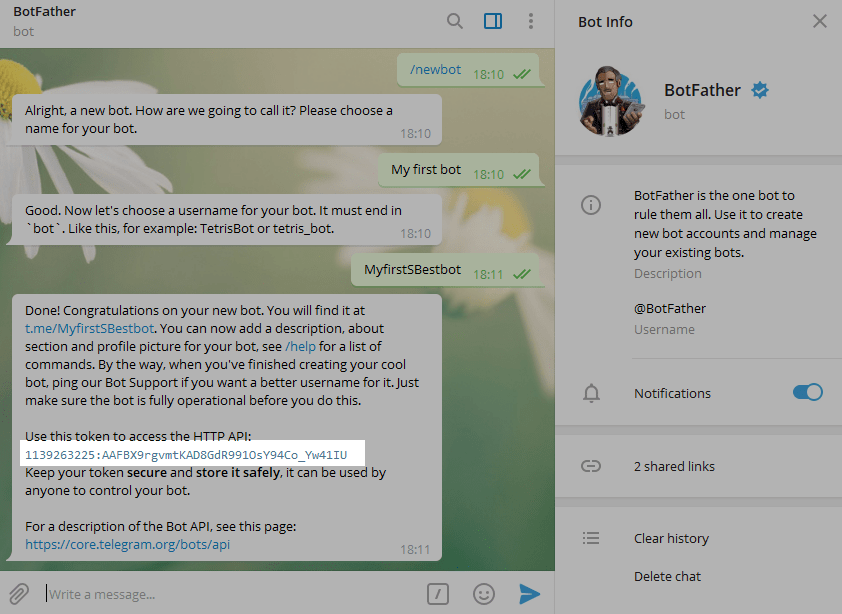 BotFather
bot
/newbot
18:10
Alright, a new bot. How are we going to call it? Please choose a
name for your bot.
18:10
My first bot
18:10
Good. Now let's choose a username for your bot. It must end in
`bot`. Like this, for example: TetrisBot or tetris_bot.
18:10
MyfirstSBestbot
18:11
Done! Congratulations on your new bot. You will find it at
t.me/MyfirstSBestbot. You can now add a description, about
section and profile picture for your bot, see /help for a list of
commands. By the way, when you've finished creating your cool
bot, ping our Bot Support if you want a better username for it. Just
make sure the bot is fully operational before you do this.
Use this token to access the HTTP API:
1139263225:AAFBX9rgvmtKAD8GdR991OsY94Co_Yw41IU
Keep your token secure and store it safely, it can be used by
anyone to control your bot.
For a description of the Bot API, see this page:
https://core.telegram.org/bots/api
18:11
Write a message...
Bot Info
BotFather
bot
BotFather is the one bot to
rule them all. Use it to create
new bot accounts and manage
your existing bots.
Description
@BotFather
Username
Notifications
2 shared links
Clear history
Delete chat